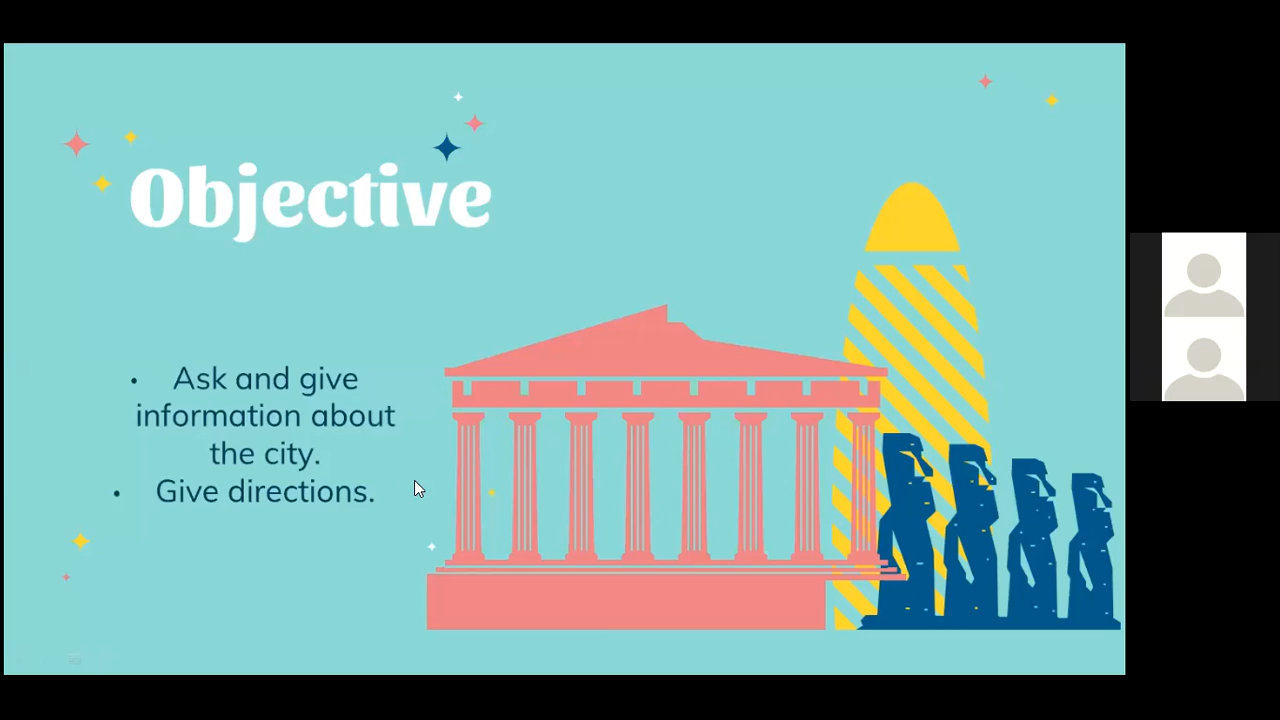 Objective
• Ask and give
information about
the city.
• Give directions.